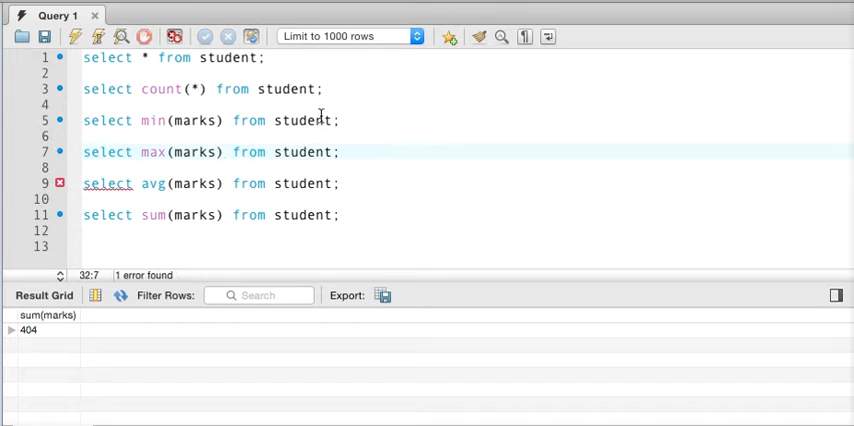 Query 1
Limit to 1000 rows
1 select * from student;
2
3 select count(*) from student;
4
5 select min(marks) from student;
6
7 select max(marks) from student;
8
9 select avg(marks) from student;
10
11 select sum(marks) from student;
12
13
32:7 1 error found
Result Grid Filter Rows: Search Export:
sum(marks)
404